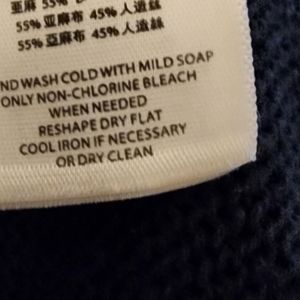 亚麻 55%
55% 亚麻布 45% 人造絲
55% 亞麻布 45% 人造絲
ND WASH COLD WITH MILD SOAP
ONLY NON-CHLORINE BLEACH
WHEN NEEDED
RESHAPE DRY FLAT
COOL IRON IF NECESSARY
OR DRY CLEAN